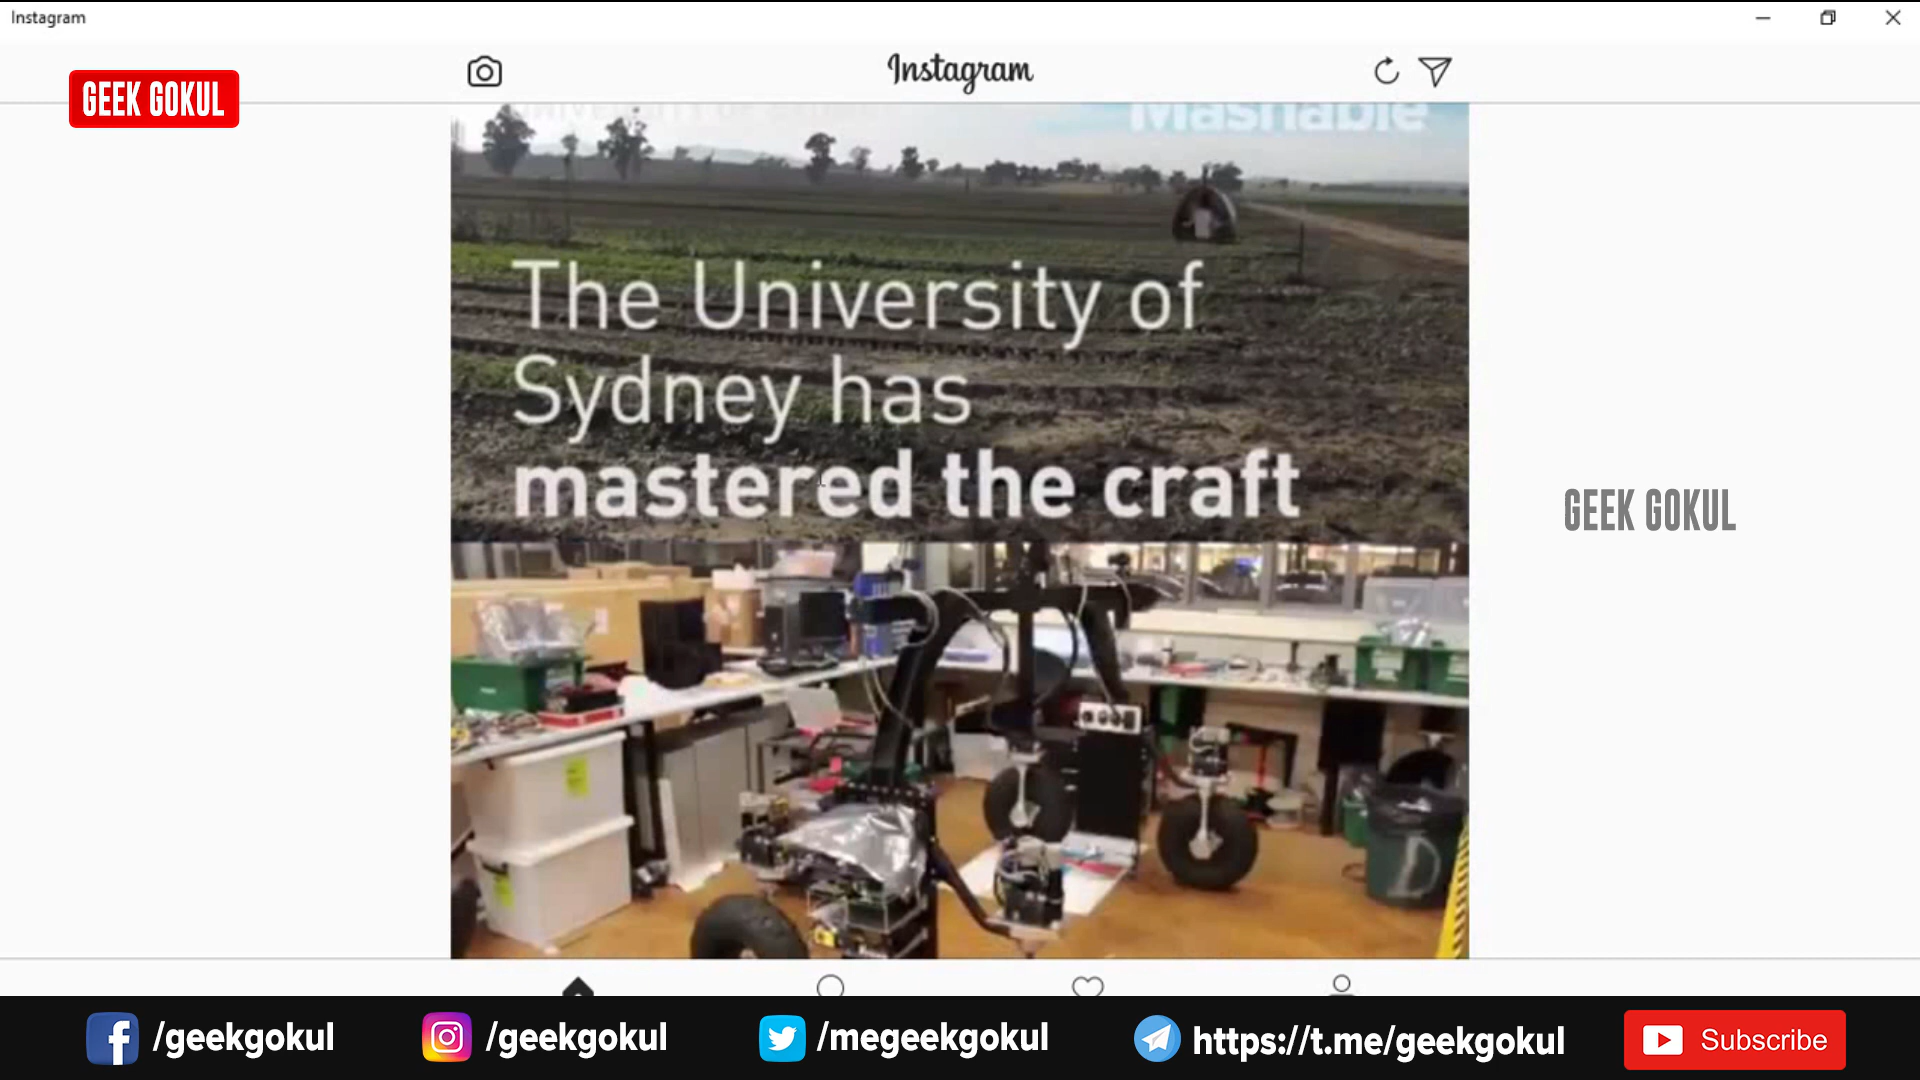 Instagram
Instagram
GEEK GOKUL
Mashable
The University of
Sydney has
mastered the craft
GEEK GOKUL
D
/geekgokul
/geekgokul
/megeekgokul
https://t.me/geekgokul
Subscribe